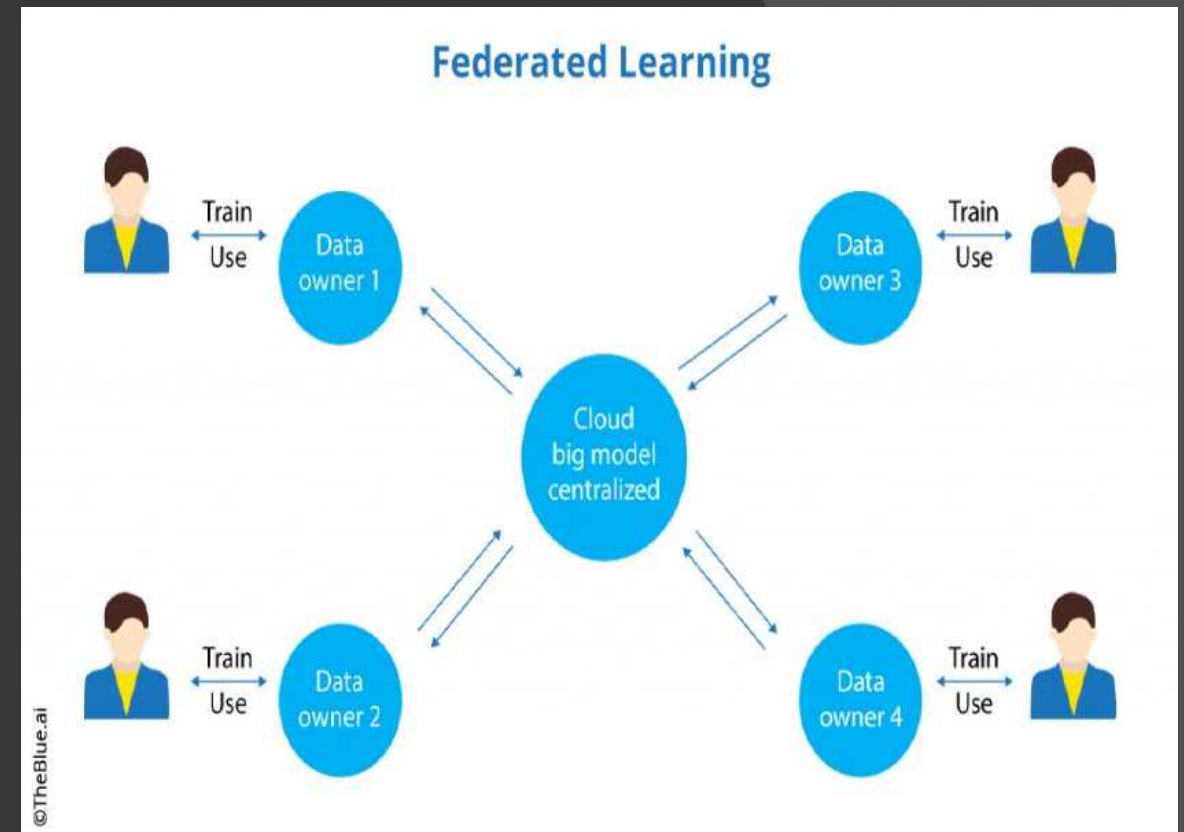 Federated Learning
Train
Use
Data
owner 1
Data
owner 3
Train
Use
Cloud
big model
centralized
Train
Use
Data
owner 2
Data
owner 4
Train
Use
©TheBlue.ai